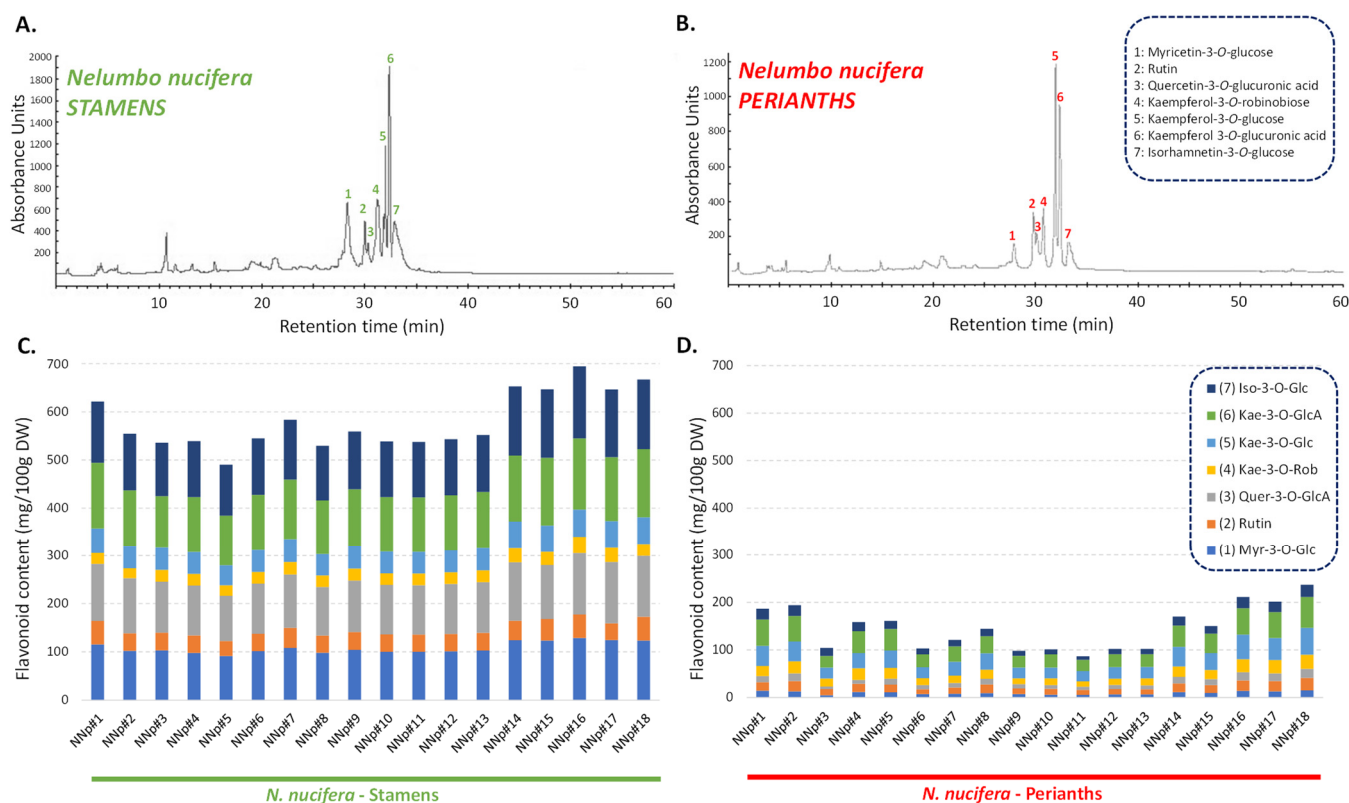 A.
Nelumbo nucifera
STAMENS
Absorbance Units
2000
1800
1600
1400
1200
1000
800
600
400
200
1
2
3
4
5
6
7
10
20
30
40
50
60
Retention time (min)
B.
Nelumbo nucifera
PERIANTHS
Absorbance Units
1200
1000
800
600
400
200
1
2
3
4
5
6
7
10
20
30
40
50
60
Retention time (min)
1: Myricetin-3-O-glucose
2: Rutin
3: Quercetin-3-O-glucuronic acid
4: Kaempferol-3-O-robinobiose
5: Kaempferol-3-O-glucose
6: Kaempferol 3-O-glucuronic acid
7: Isorhamnetin-3-O-glucose
C.
Flavonoid content (mg/100g DW)
700
600
500
400
300
200
100
0
NNp#1
NNp#2
NNp#3
NNp#4
NNp#5
NNp#6
NNp#7
NNp#8
NNp#9
NNp#10
NNp#11
NNp#12
NNp#13
NNp#14
NNp#15
NNp#16
NNp#17
NNp#18
N. nucifera - Stamens
D.
Flavonoid content (mg/100g DW)
700
600
500
400
300
200
100
0
(7) Iso-3-O-Glc
(6) Kae-3-O-GlcA
(5) Kae-3-O-Glc
(4) Kae-3-O-Rob
(3) Quer-3-O-GlcA
(2) Rutin
(1) Myr-3-O-Glc
NNp#1
NNp#2
NNp#3
NNp#4
NNp#5
NNp#6
NNp#7
NNp#8
NNp#9
NNp#10
NNp#11
NNp#12
NNp#13
NNp#14
NNp#15
NNp#16
NNp#17
NNp#18
N. nucifera - Perianths